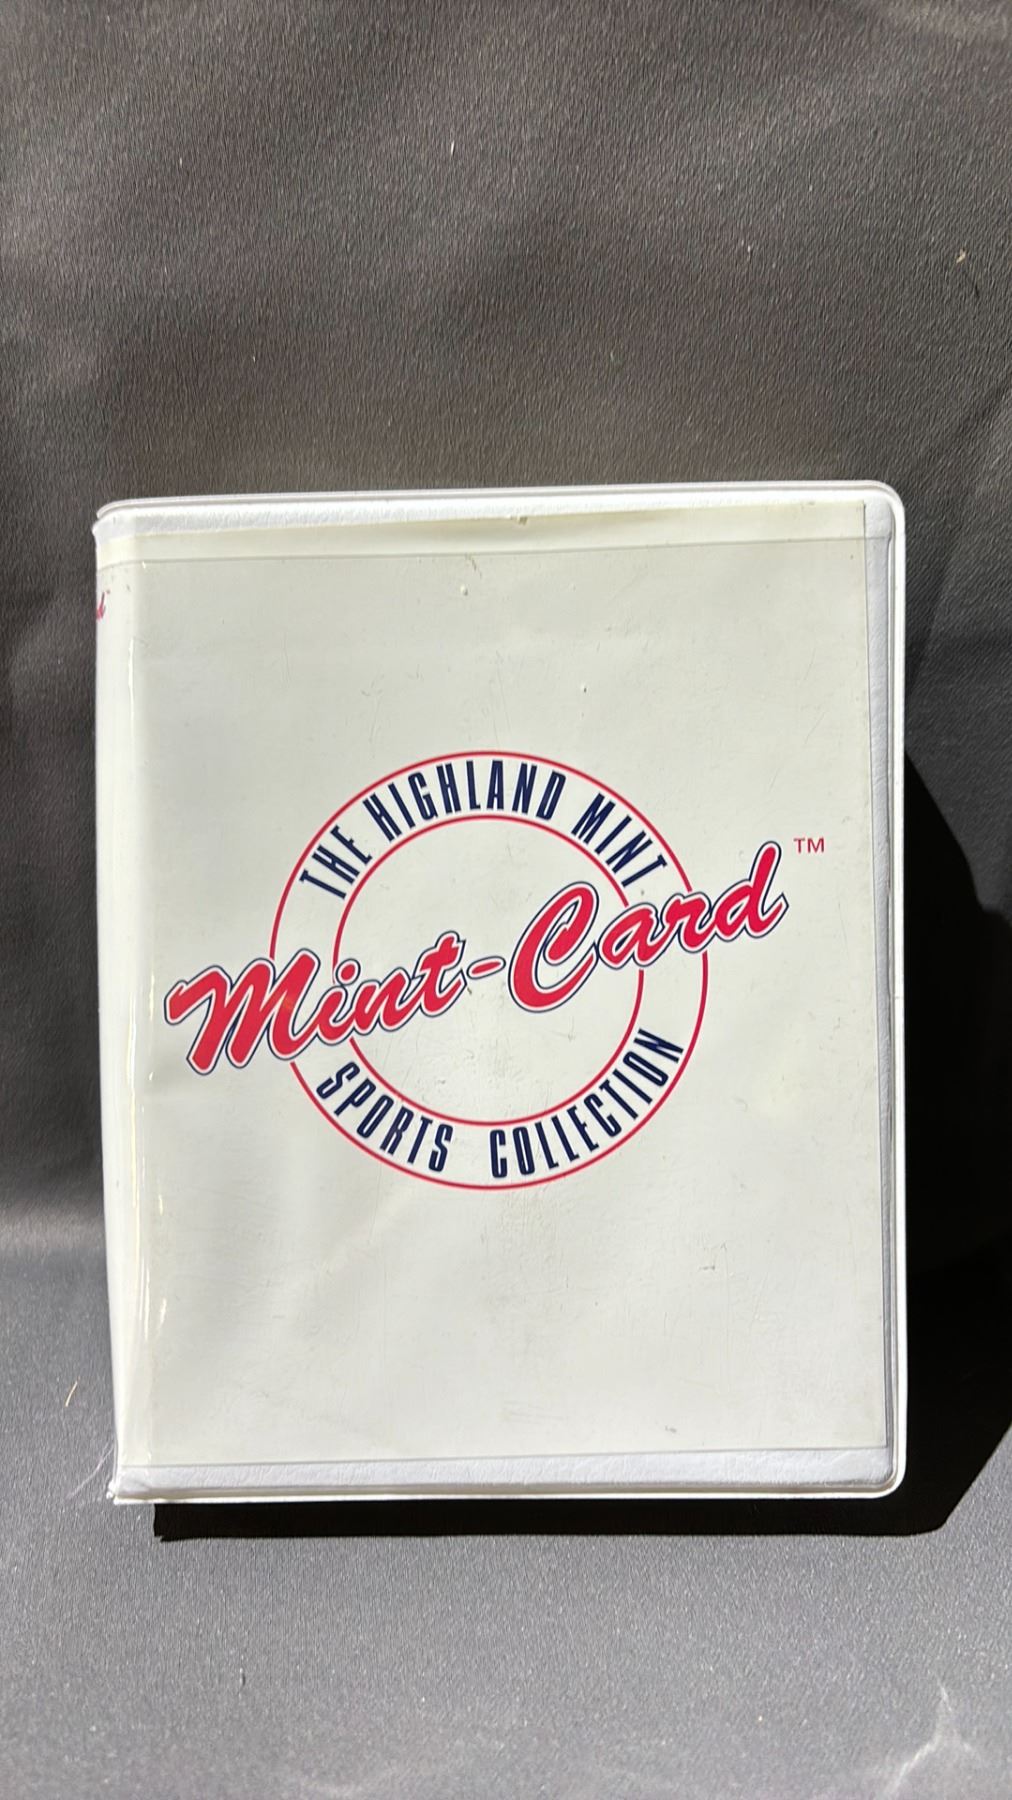 THE HIGHLAND MINT
Mint-Card TM
SPORTS COLLECTION